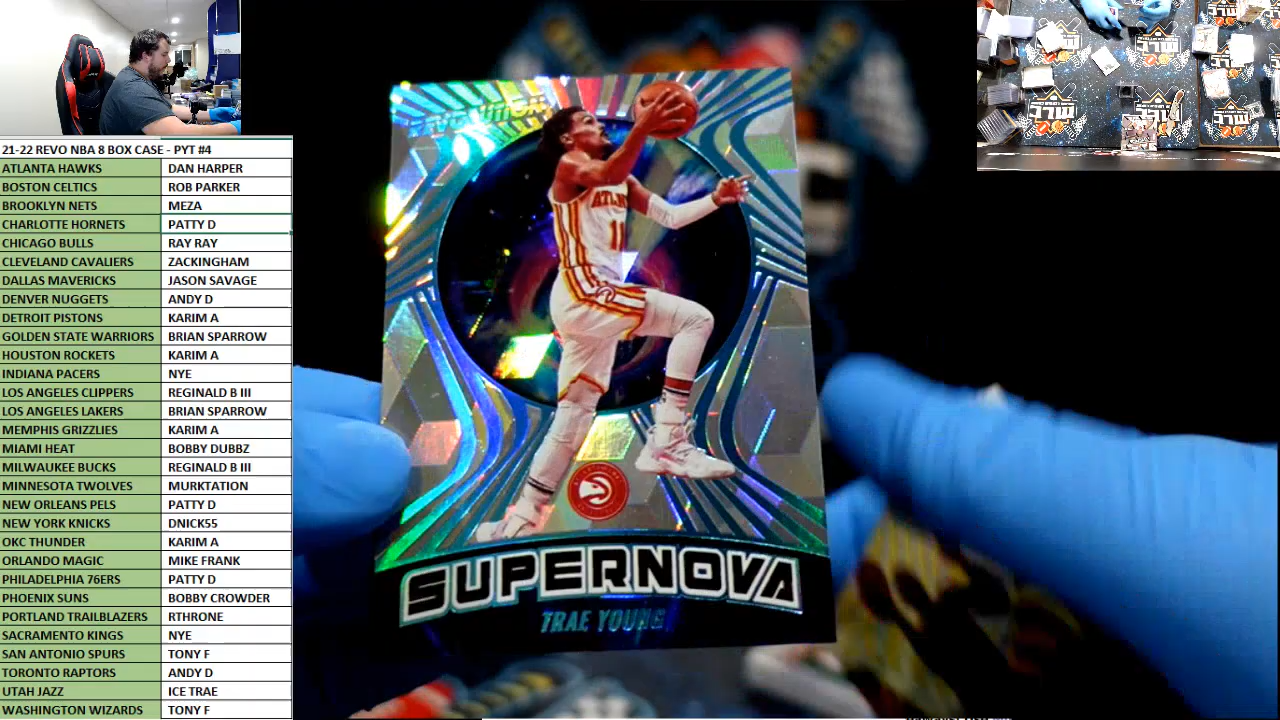 21-22 REVO NBA 8 BOX CASE - PYT #4
ATLANTA HAWKS DAN HARPER
BOSTON CELTICS ROB PARKER
BROOKLYN NETS MEZA
CHARLOTTE HORNETS PATTY D
CHICAGO BULLS RAY RAY
CLEVELAND CAVALIERS ZACKINGHAM
DALLAS MAVERICKS JASON SAVAGE
DENVER NUGGETS ANDY D
DETROIT PISTONS KARIM A
GOLDEN STATE WARRIORS BRIAN SPARROW
HOUSTON ROCKETS KARIM A
INDIANA PACERS NYE
LOS ANGELES CLIPPERS REGINALD B III
LOS ANGELES LAKERS BRIAN SPARROW
MEMPHIS GRIZZLIES KARIM A
MIAMI HEAT BOBBY DUBBZ
MILWAUKEE BUCKS REGINALD B III
MINNESOTA TWOLVES MURKTATION
NEW ORLEANS PELS PATTY D
NEW YORK KNICKS DNICK55
OKC THUNDER KARIM A
ORLANDO MAGIC MIKE FRANK
PHILADELPHIA 76ERS PATTY D
PHOENIX SUNS BOBBY CROWDER
PORTLAND TRAILBLAZERS RTHRONE
SACRAMENTO KINGS NYE
SAN ANTONIO SPURS TONY F
TORONTO RAPTORS ANDY D
UTAH JAZZ ICE TRAE
WASHINGTON WIZARDS TONY F
REVOLUTION
SUPERNOVA
TRAE YOUNG